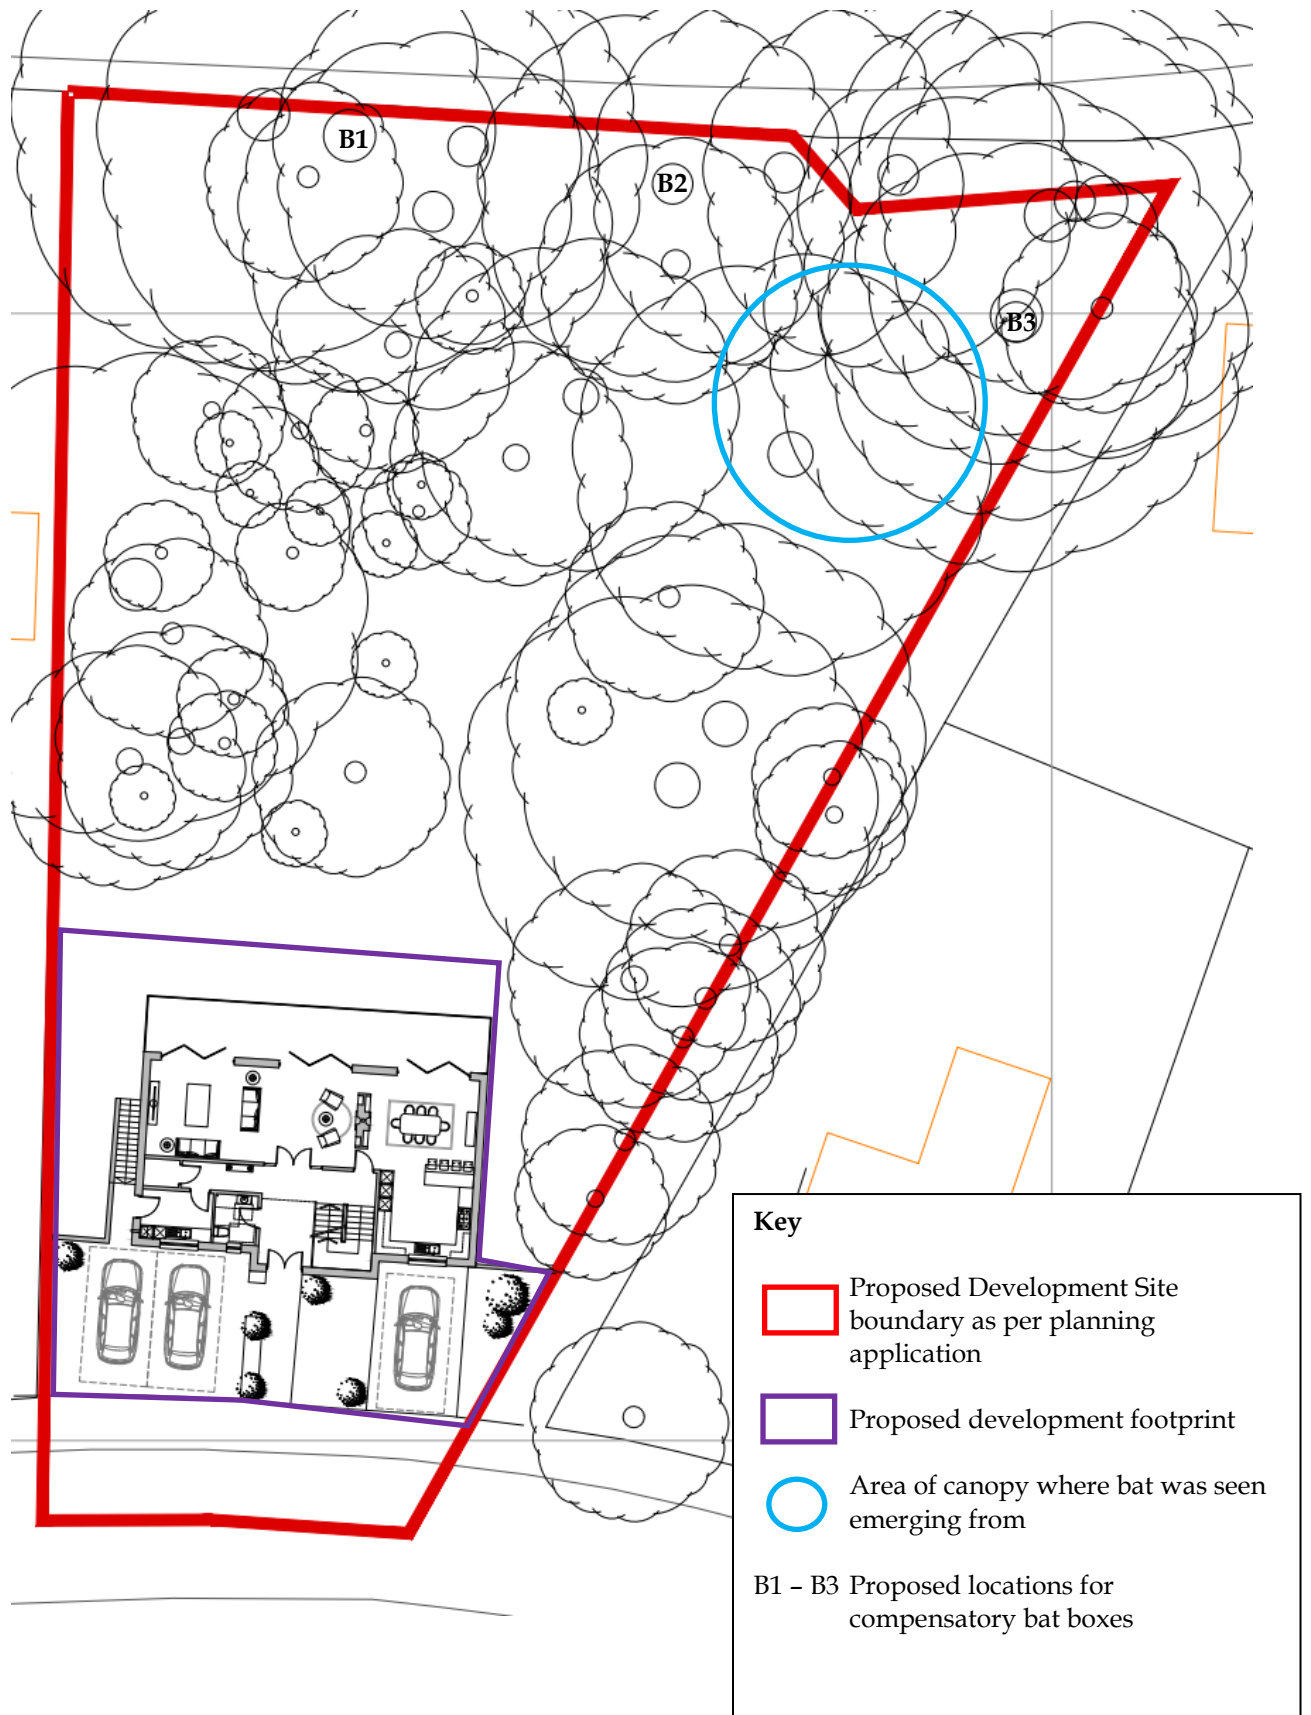 B1
B2
B3
Key
Proposed Development Site
boundary as per planning
application
Proposed development footprint
Area of canopy where bat was seen
emerging from
B1 – B3 Proposed locations for
compensatory bat boxes